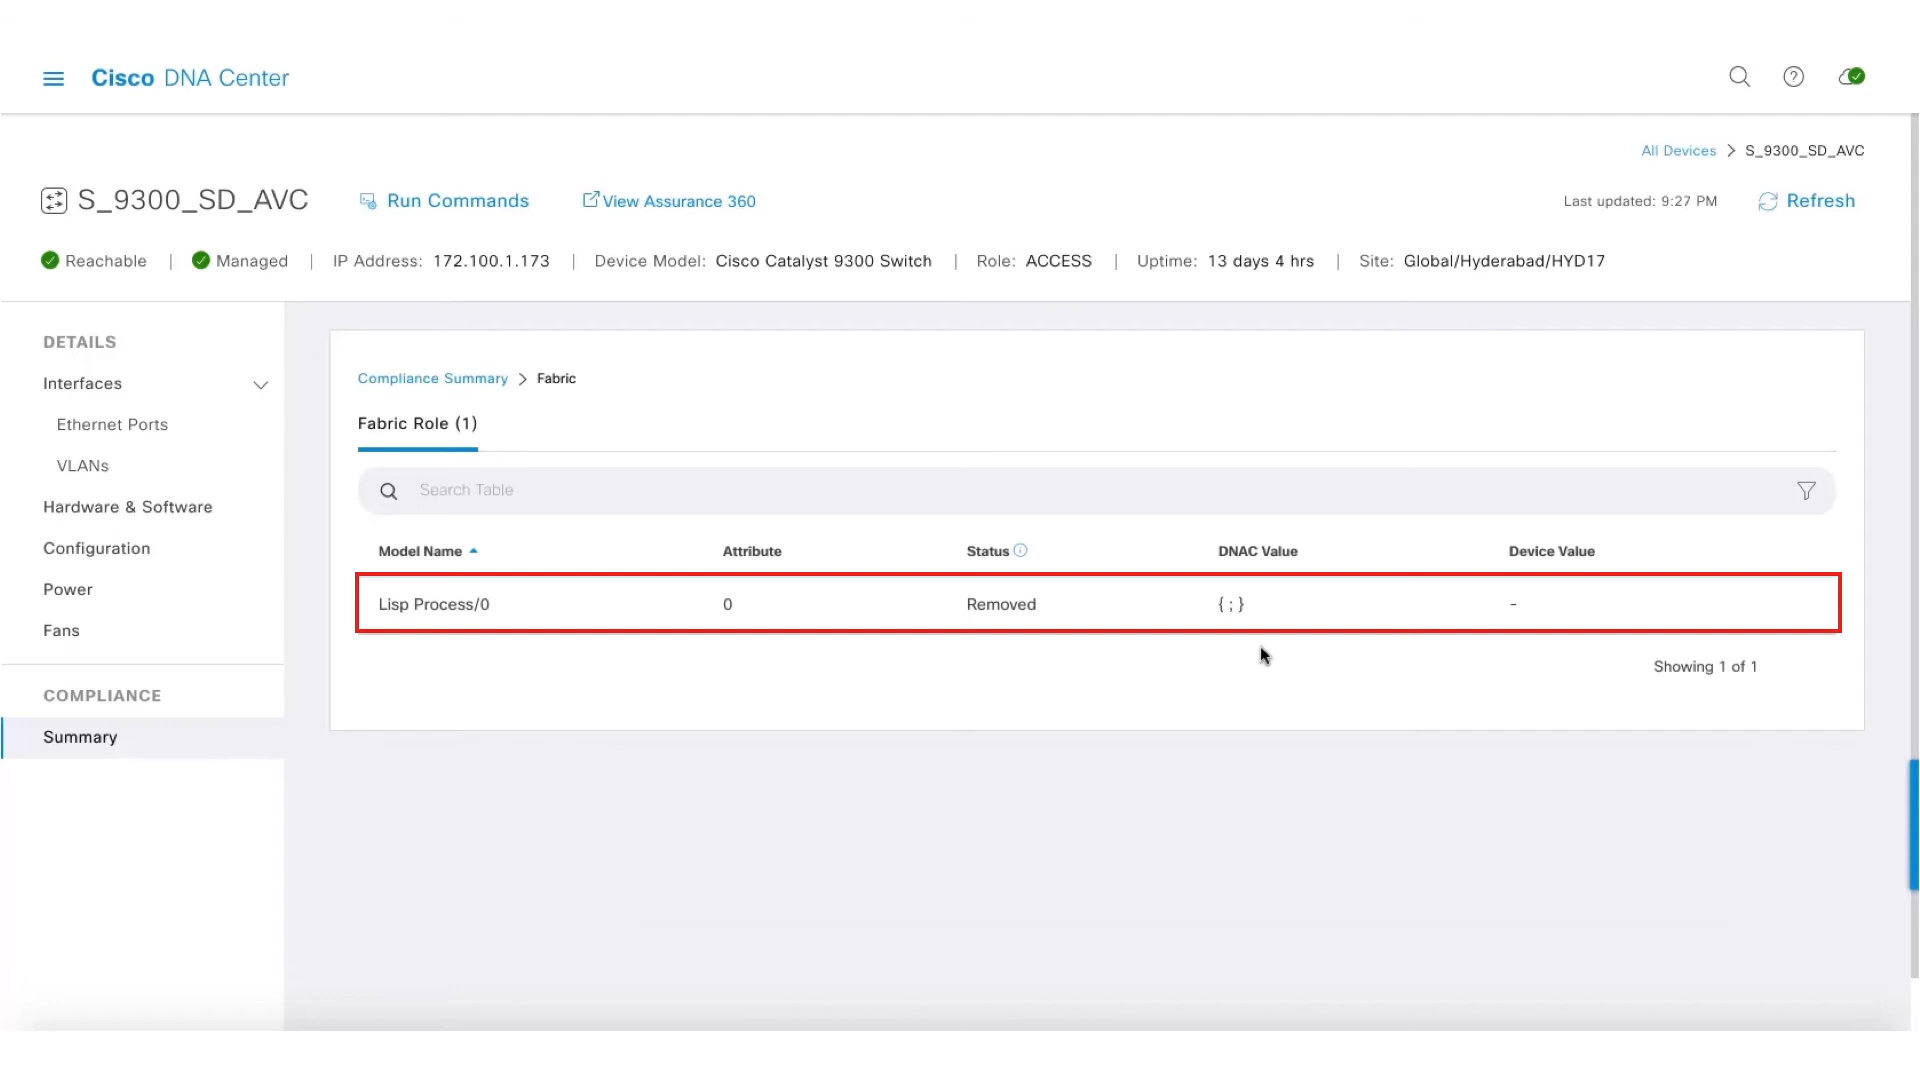 Cisco DNA Center
All Devices > S_9300_SD_AVC
S_9300_SD_AVC Run Commands View Assurance 360 Last updated: 9:27 PM Refresh
Reachable | Managed | IP Address: 172.100.1.173 | Device Model: Cisco Catalyst 9300 Switch | Role: ACCESS | Uptime: 13 days 4 hrs | Site: Global/Hyderabad/HYD17
DETAILS
Interfaces
Ethernet Ports
VLANs
Hardware & Software
Configuration
Power
Fans
COMPLIANCE
Summary
Compliance Summary > Fabric
Fabric Role (1)
Search Table
Model Name Attribute Status DNAC Value Device Value
Lisp Process/0 0 Removed { ; } -
Showing 1 of 1